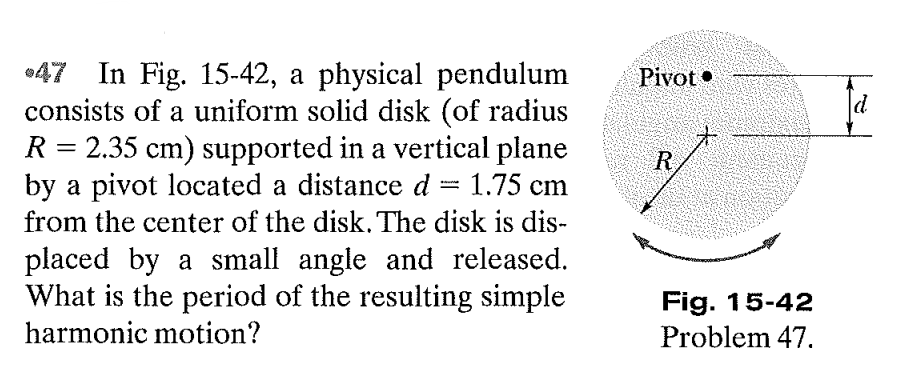 •47 In Fig. 15-42, a physical pendulum
consists of a uniform solid disk (of radius
R = 2.35 cm) supported in a vertical plane
by a pivot located a distance d = 1.75 cm
from the center of the disk. The disk is dis-
placed by a small angle and released.
What is the period of the resulting simple
harmonic motion?
Pivot
d
R
Fig. 15-42
Problem 47.